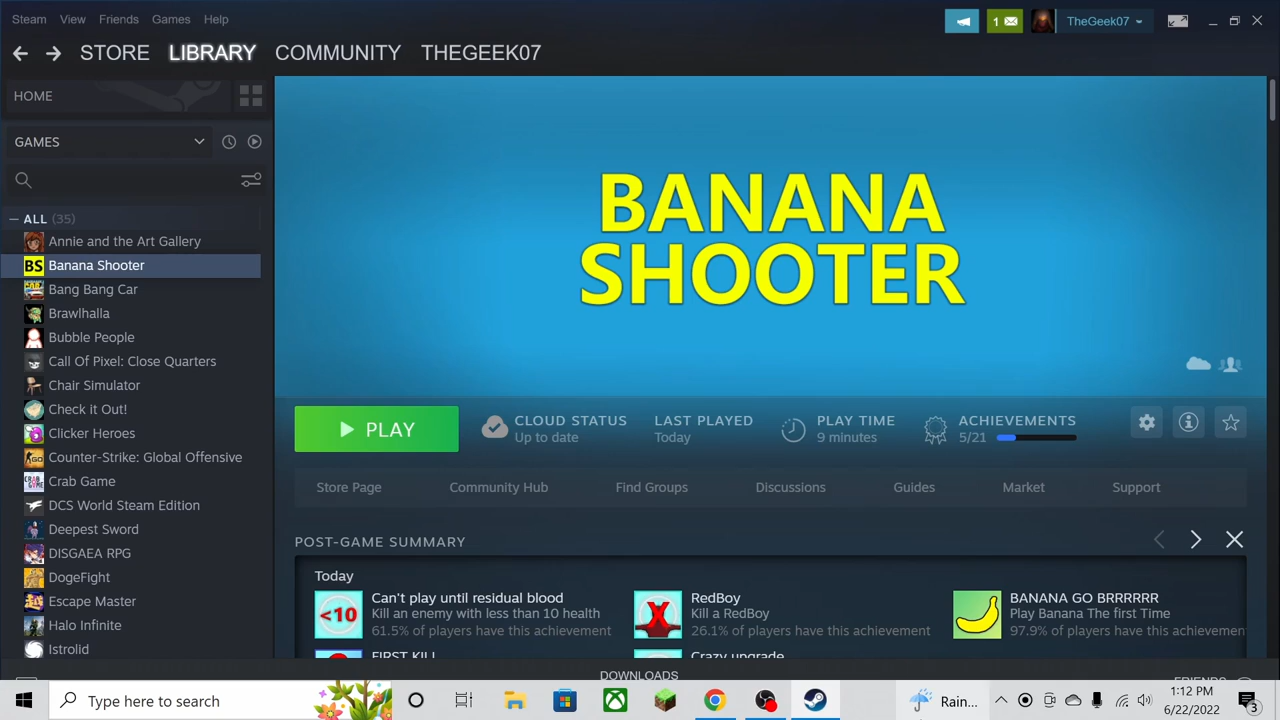 Steam View Friends Games Help
1
TheGeek07
STORE LIBRARY COMMUNITY THEGEEK07
HOME
GAMES
ALL (35)
Annie and the Art Gallery
BS Banana Shooter
Bang Bang Car
Brawlhalla
Bubble People
Call Of Pixel: Close Quarters
Chair Simulator
Check It Out!
Clicker Heroes
Counter-Strike: Global Offensive
Crab Game
DCS World Steam Edition
Deepest Sword
DISGAEA RPG
DogeFight
Escape Master
Halo Infinite
Istrolid
BANANA
SHOOTER
PLAY
CLOUD STATUS
Up to date
LAST PLAYED
Today
PLAY TIME
9 minutes
ACHIEVEMENTS
5/21
Store Page Community Hub Find Groups Discussions Guides Market Support
POST-GAME SUMMARY
Today
<10
Can't play until residual blood
Kill an enemy with less than 10 health
61.5% of players have this achievement
X
RedBoy
Kill a RedBoy
26.1% of players have this achievement
BANANA GO BRRRRRR
Play Banana The first Time
97.9% of players have this achievement
FIRST KILL
Crazy upgrade
DOWNLOADS
FRIENDS
Type here to search
Rain...
1:12 PM
6/22/2022
3